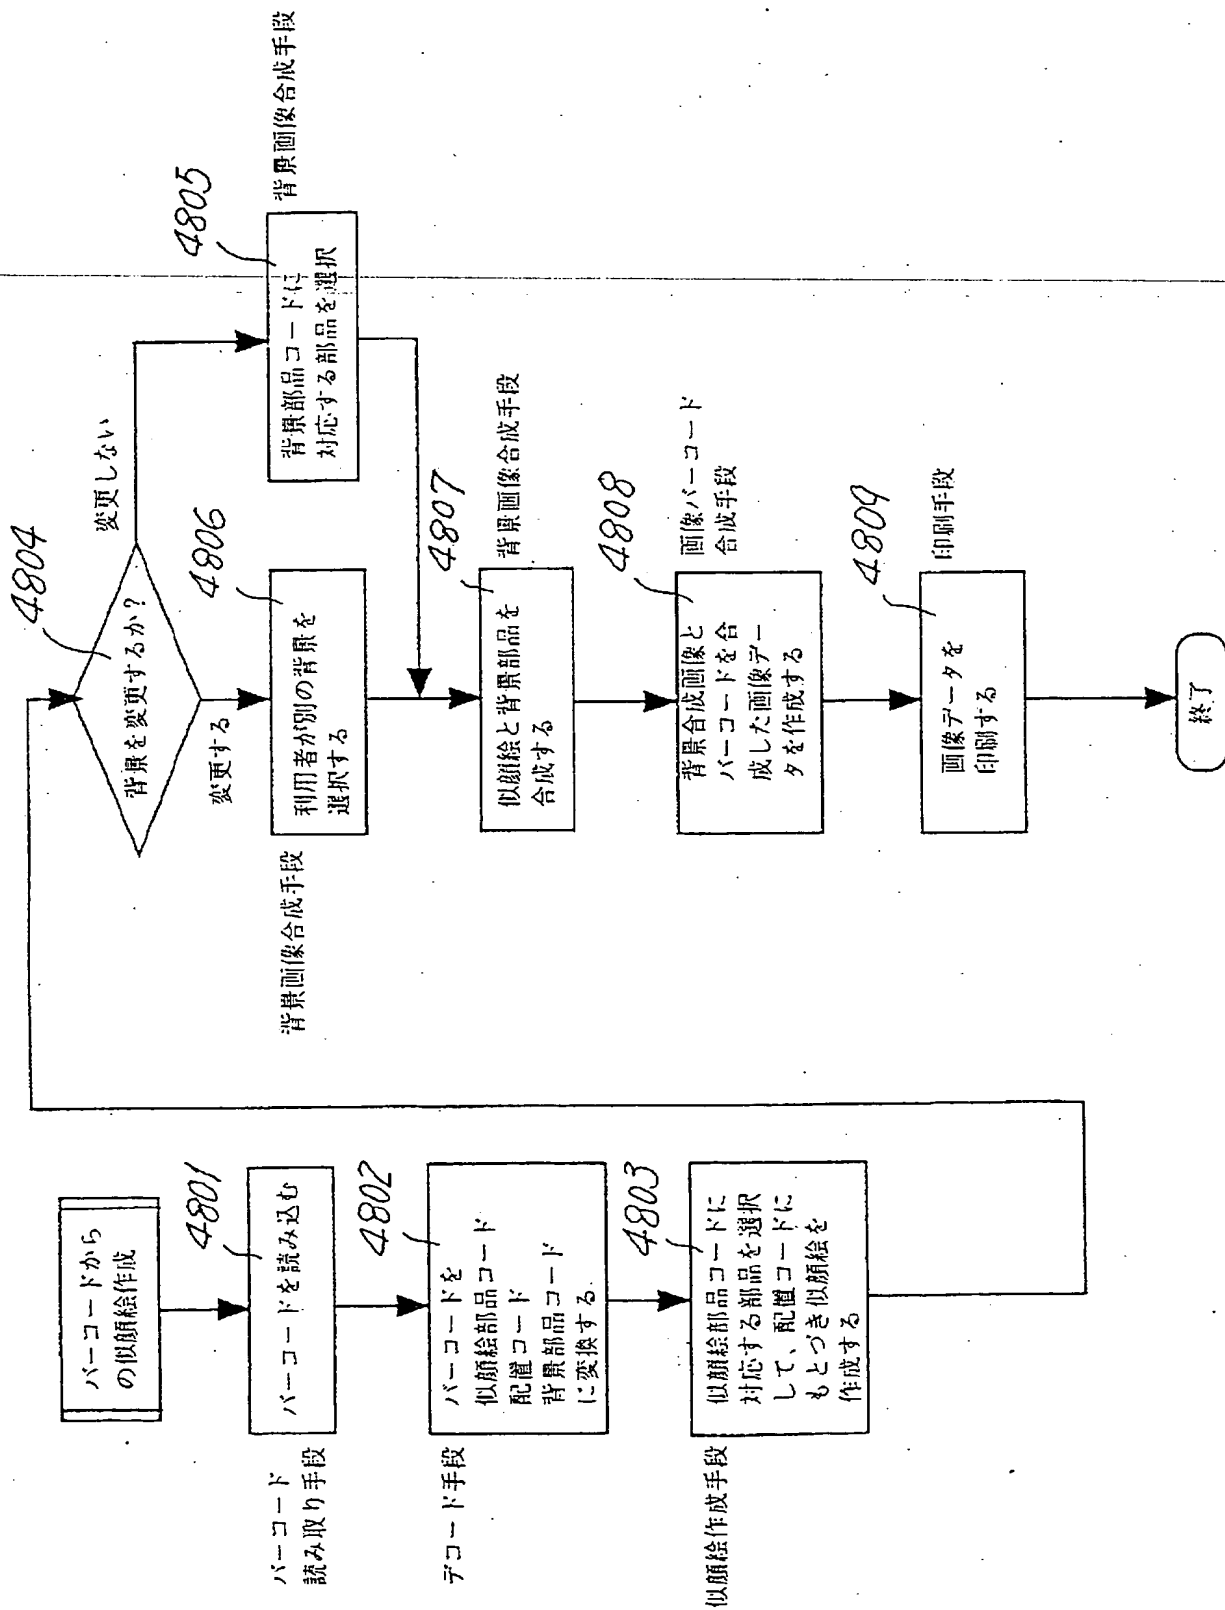 バーコードから
の似顔絵作成
4801
バーコードを読み込む
バーコード
読み取り手段
4802
バーコードを
似顔絵部品コード
配置コード
背景部品コード
に変換する
デコード手段
4803
似顔絵部品コードに
対応する部品を選択
して、配置コードに
もとづき似顔絵を
作成する
似顔絵作成手段
4804
背景を変更するか?
変更しない
変更する
4805
背景部品コードに
対応する部品を選択
背景画像合成手段
4806
利用者が別の背景を
選択する
背景画像合成手段
4807
似顔絵と背景部品を
合成する
背景画像合成手段
4808
背景合成画像と
バーコードを合
成した画像デー
タを作成する
画像バーコード
合成手段
4809
画像データを
印刷する
印刷手段
終了